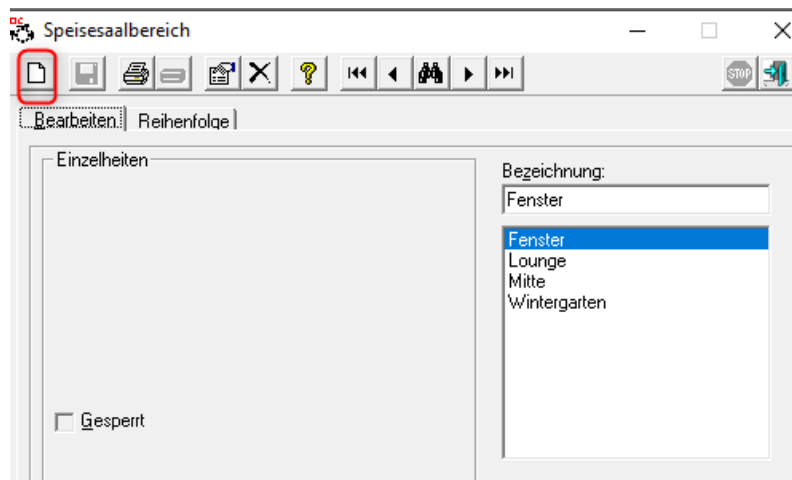 Speisesaalbereich
STOP
Bearbeiten
Reihenfolge
Einzelheiten
Gesperrt
Bezeichnung:
Fenster
Fenster
Lounge
Mitte
Wintergarten